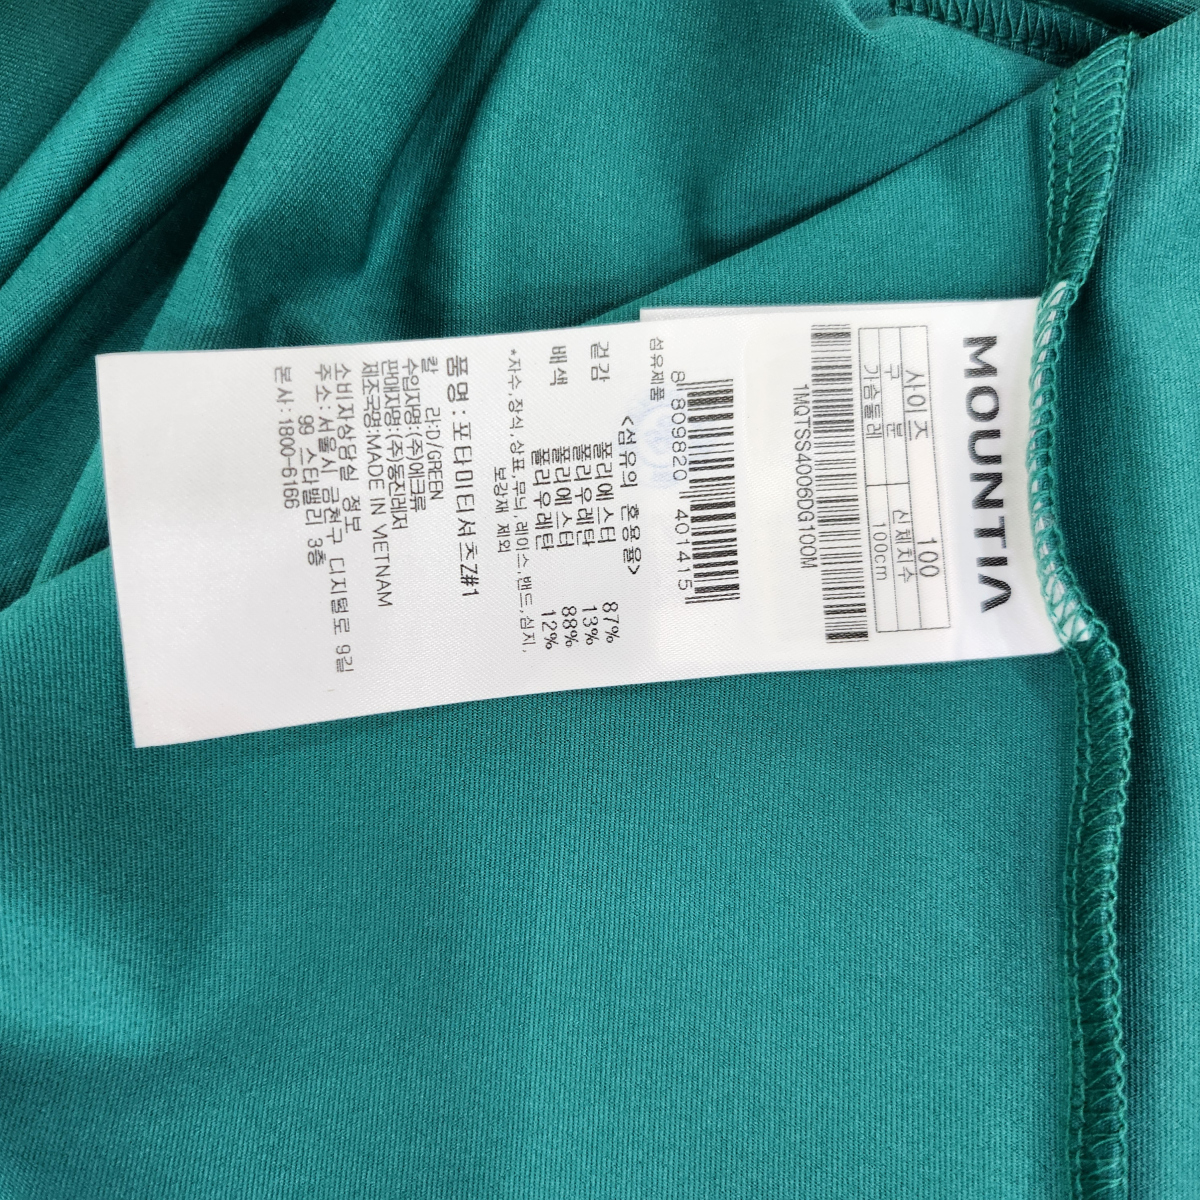 MOUNTIA
사이즈 100
구 분 신체치수
가슴둘레 100cm
1MQTSS4006DG100M
8 809820 401415
섬유제품
<섬유의 혼용율>
겉감 폴리에스터 87%
폴리우레탄 13%
배색 폴리에스터 88%
폴리우레탄 12%
*자수,장식,상표,무늬,레이스,밴드,심지,
보강재 제외
품명:포타미티셔츠Z#1
칼 라:D/GREEN
수입자명:(주)에코류
판매자명:(주)동진레저
제조국명:MADE IN VIETNAM
소비자상담실 정보
주소:서울시 금천구 디지털로 9길
99 스타밸리 3층
본사:1800-6166